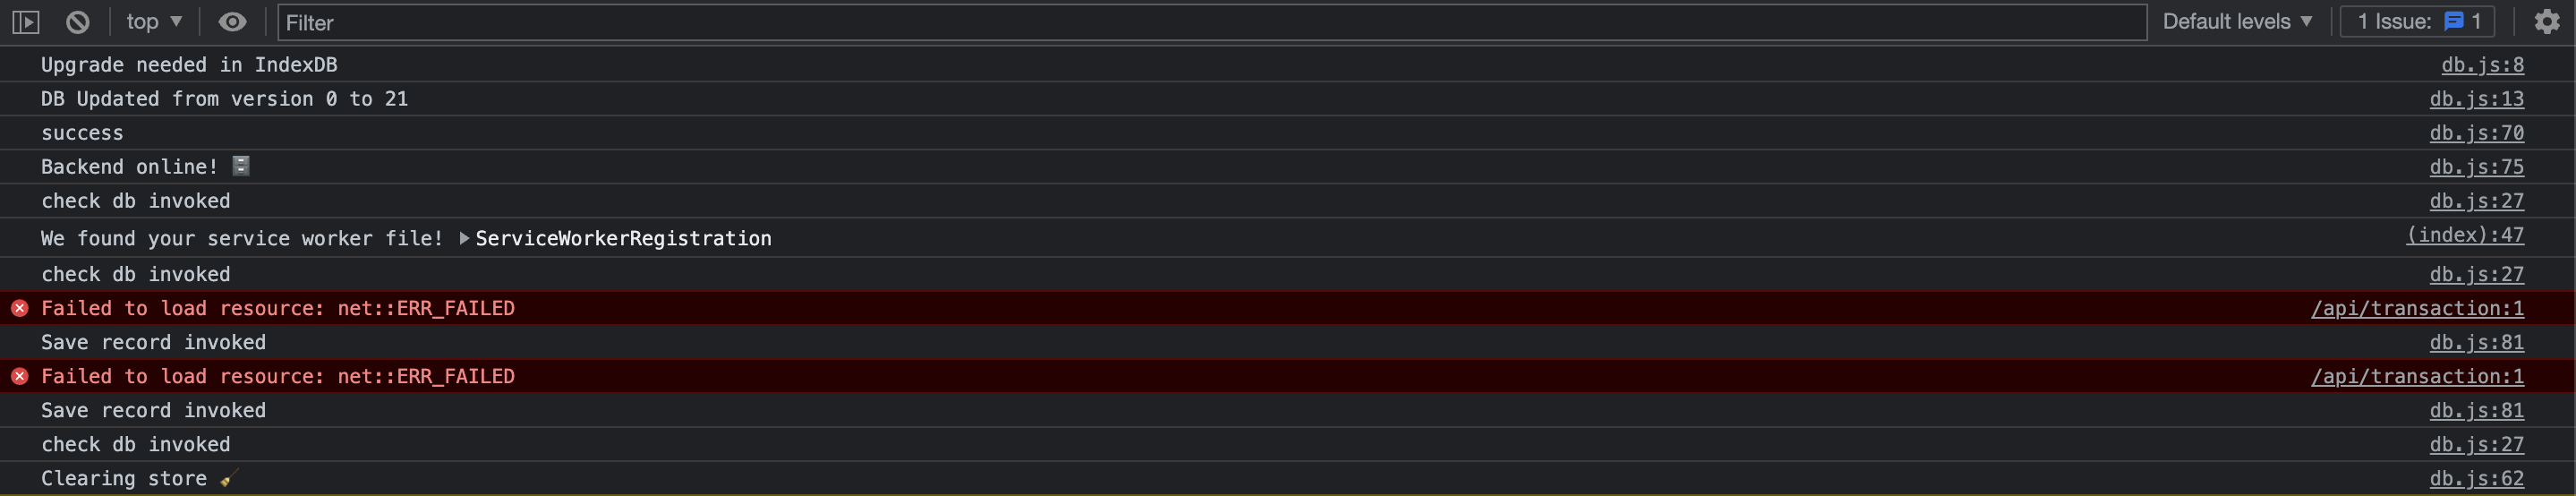 top ▼ Filter Default levels ▼ 1 Issue: 1
Upgrade needed in IndexDB db.js:8
DB Updated from version 0 to 21 db.js:13
success db.js:70
Backend online! 🗄️ db.js:75
check db invoked db.js:27
We found your service worker file! ▶ServiceWorkerRegistration (index):47
check db invoked db.js:27
Failed to load resource: net::ERR_FAILED /api/transaction:1
Save record invoked db.js:81
Failed to load resource: net::ERR_FAILED /api/transaction:1
Save record invoked db.js:81
check db invoked db.js:27
Clearing store 🧹 db.js:62